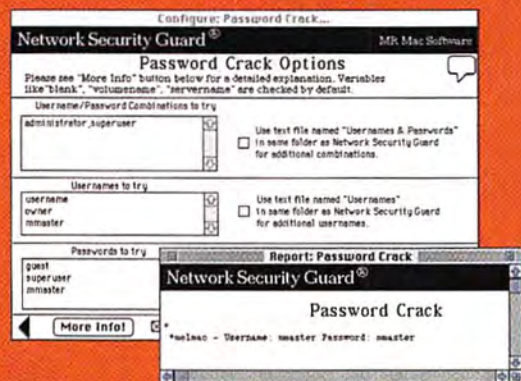 Configure: Password Crack...
Network Security Guard®
MR Mac Software
Password Crack Options
Please see "More Info" button below for a detailed explanation. Variables
like"blank", "volumename", "servername" are checked by default.
Username/Password Combinations to try
administrator,superuser
Use text file named "Usernames & Passwords"
in same folder as Network Security Guard
for additional combinations.
Usernames to try
username
owner
mmaster
Use text file named "Usernames"
in same folder as Network Security Guard
for additional usernames.
Passwords to try
guest
superuser
mmaster
More Info!
Report: Password Crack
Network Security Guard®
Password Crack
*
*melmac - Username: mmaster Password: mmaster